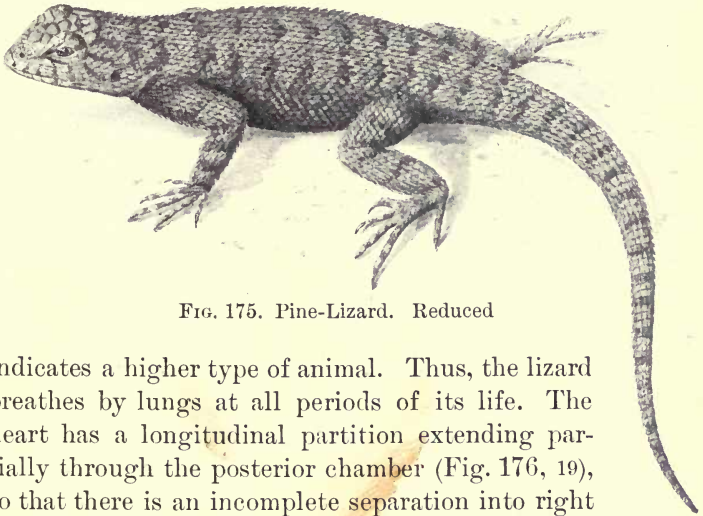 FIG. 175. Pine-Lizard. Reduced
ndicates a higher type of animal. Thus, the lizard
reathes by lungs at all periods of its life. The
eart has a longitudinal partition extending par-
ially through the posterior chamber (Fig. 176, 19),
o that there is an incomplete separation into right